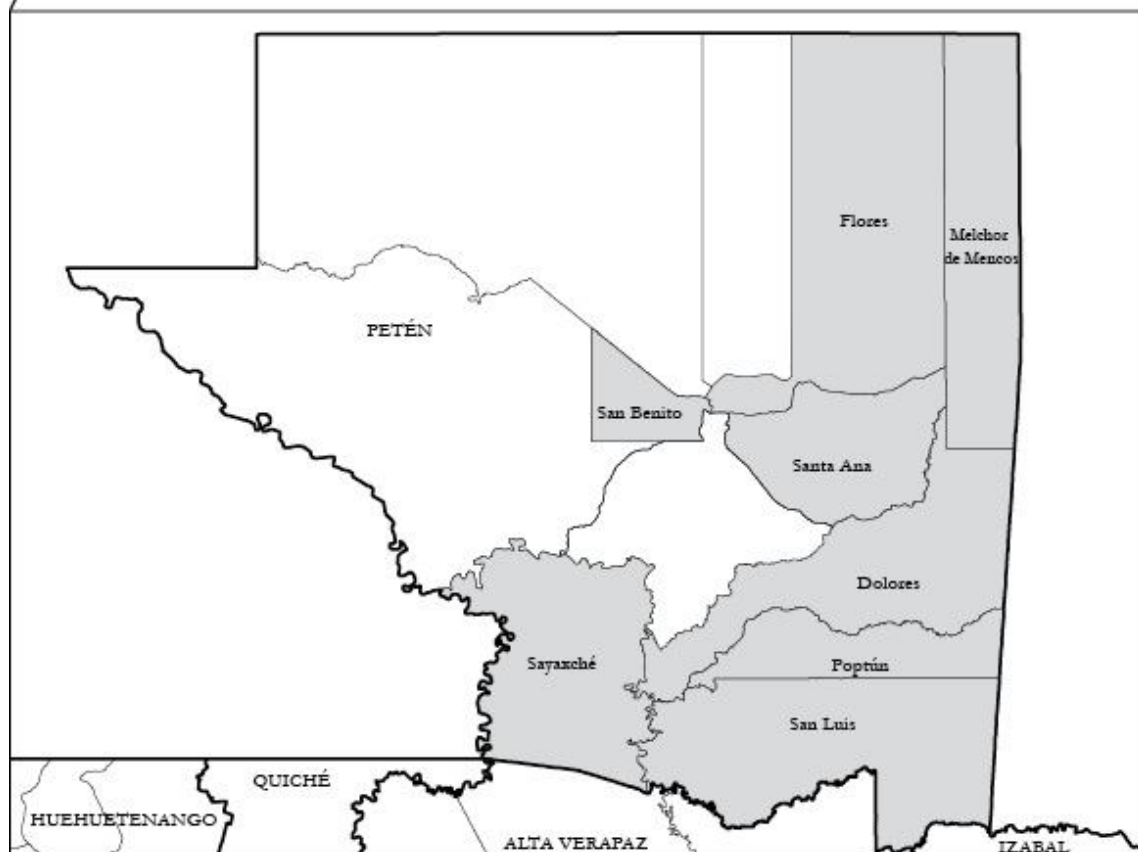 Flores
Melchor
de Mencos
PETÉN
San Benito
Santa Ana
Dolores
Sayaxché
Poptún
San Luis
QUICHÉ
HUEHUETENANGO
ALTA VERAPAZ
IZABAL